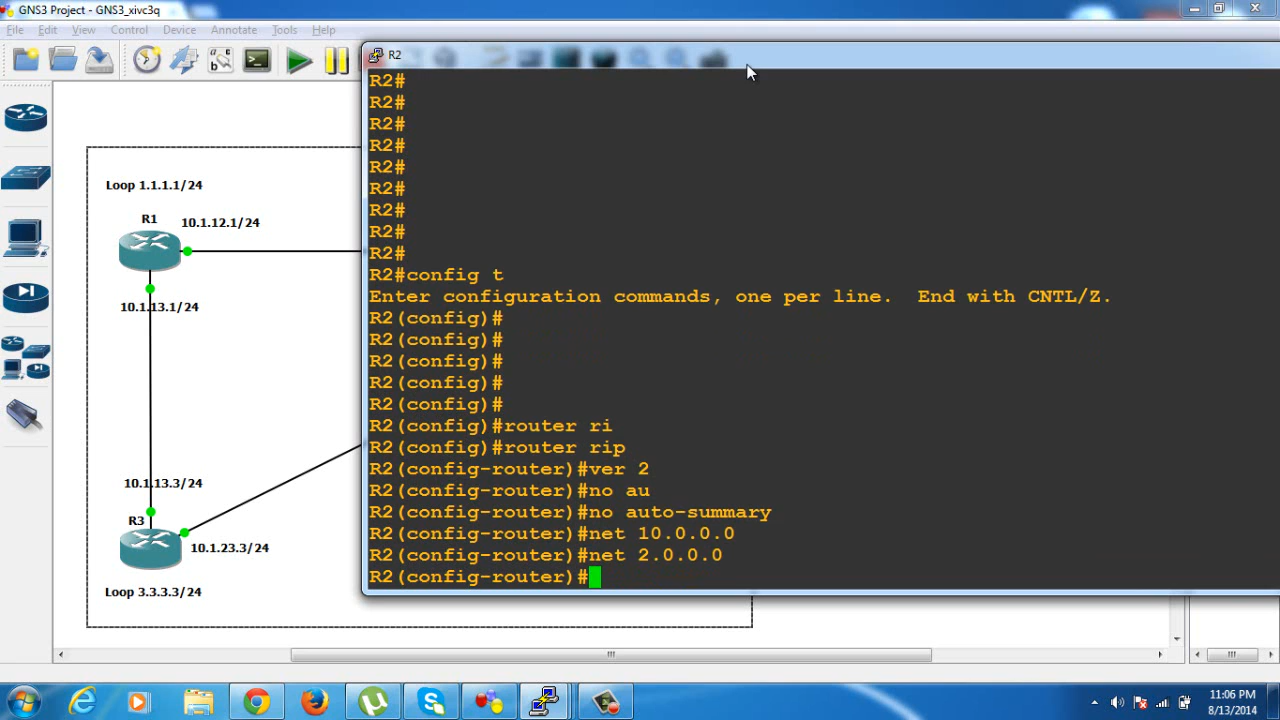 GNS3 Project - GNS3_xivc3q
File Edit View Control Device Annotate Tools Help
R2
R2#
R2#
R2#
R2#
R2#
R2#
R2#
R2#
R2#
R2#config t
Enter configuration commands, one per line.  End with CNTL/Z.
R2(config)#
R2(config)#
R2(config)#
R2(config)#
R2(config)#
R2(config)#router ri
R2(config)#router rip
R2(config-router)#ver 2
R2(config-router)#no au
R2(config-router)#no auto-summary
R2(config-router)#net 10.0.0.0
R2(config-router)#net 2.0.0.0
R2(config-router)#
Loop 1.1.1.1/24
R1
10.1.12.1/24
10.1.13.1/24
10.1.13.3/24
R3
10.1.23.3/24
Loop 3.3.3.3/24
11:06 PM
8/13/2014